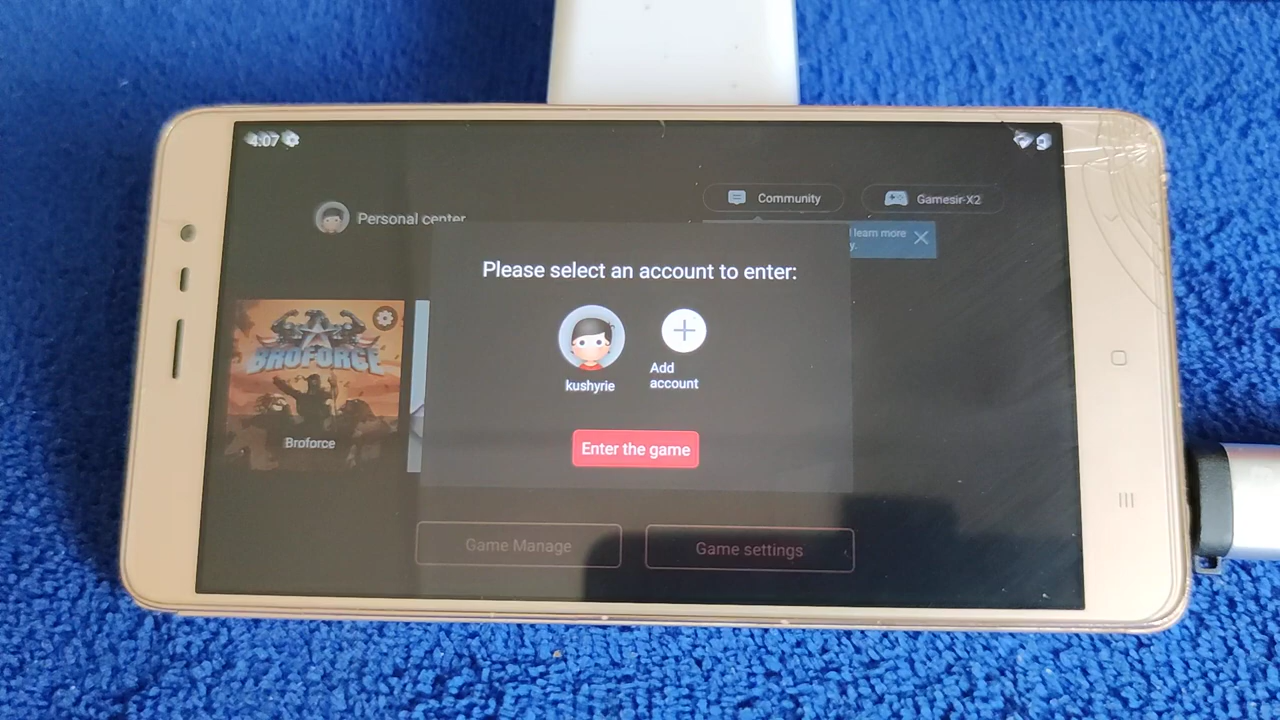 4:07
Community
Gamesir-X2
Personal center
learn more
y.
Please select an account to enter:
BROFORCE
kushyrie
Add
account
Broforce
Enter the game
Game Manage
Game settings